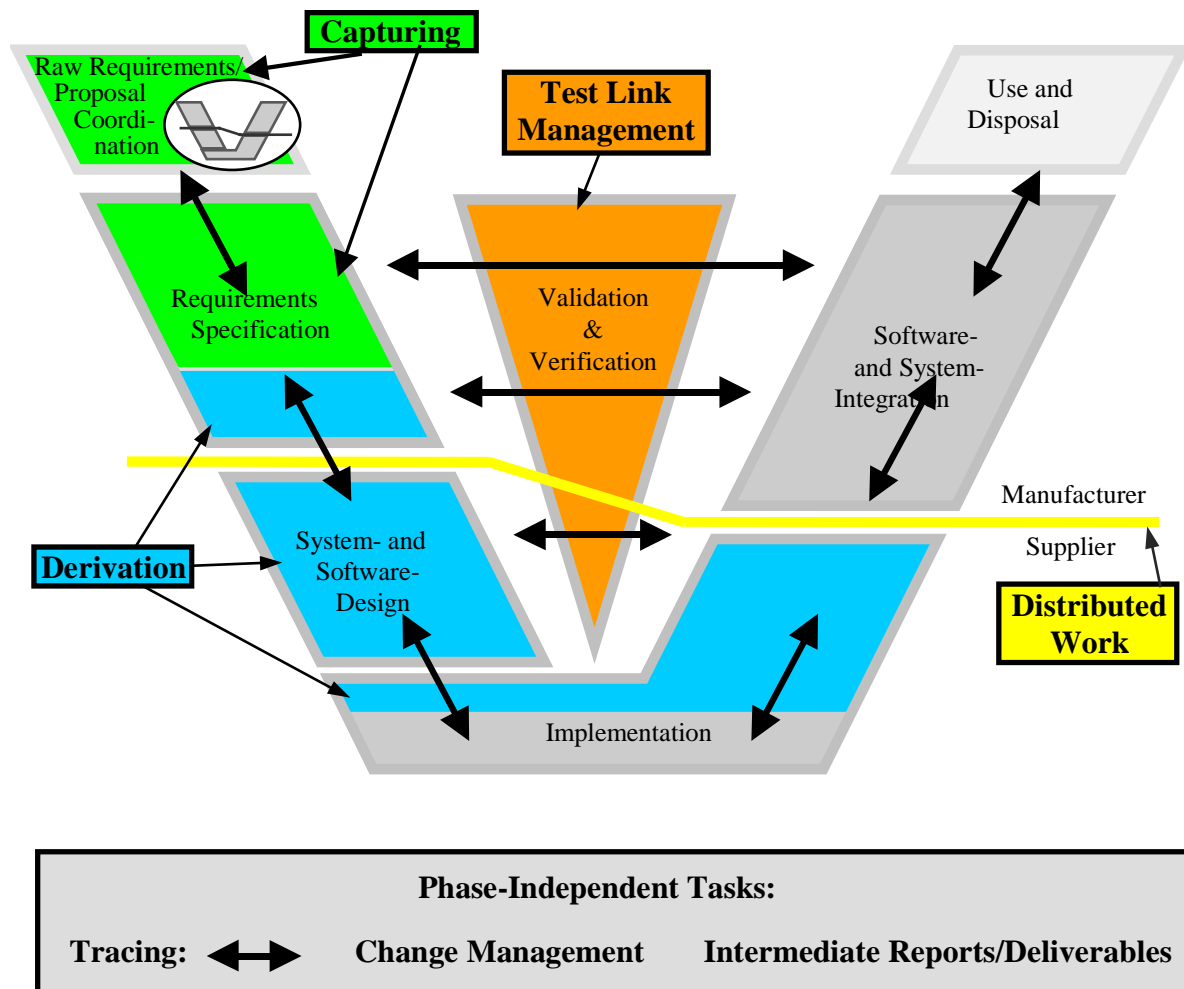 Capturing
Raw Requirements/
Proposal
Coordi-
nation
Test Link
Management
Use and
Disposal
Requirements
Specification
Validation
&
Verification
Software-
and System-
Integration
Manufacturer
Supplier
System- and
Software-
Design
Derivation
Distributed
Work
Implementation
Phase-Independent Tasks:
Tracing: Change Management Intermediate Reports/Deliverables